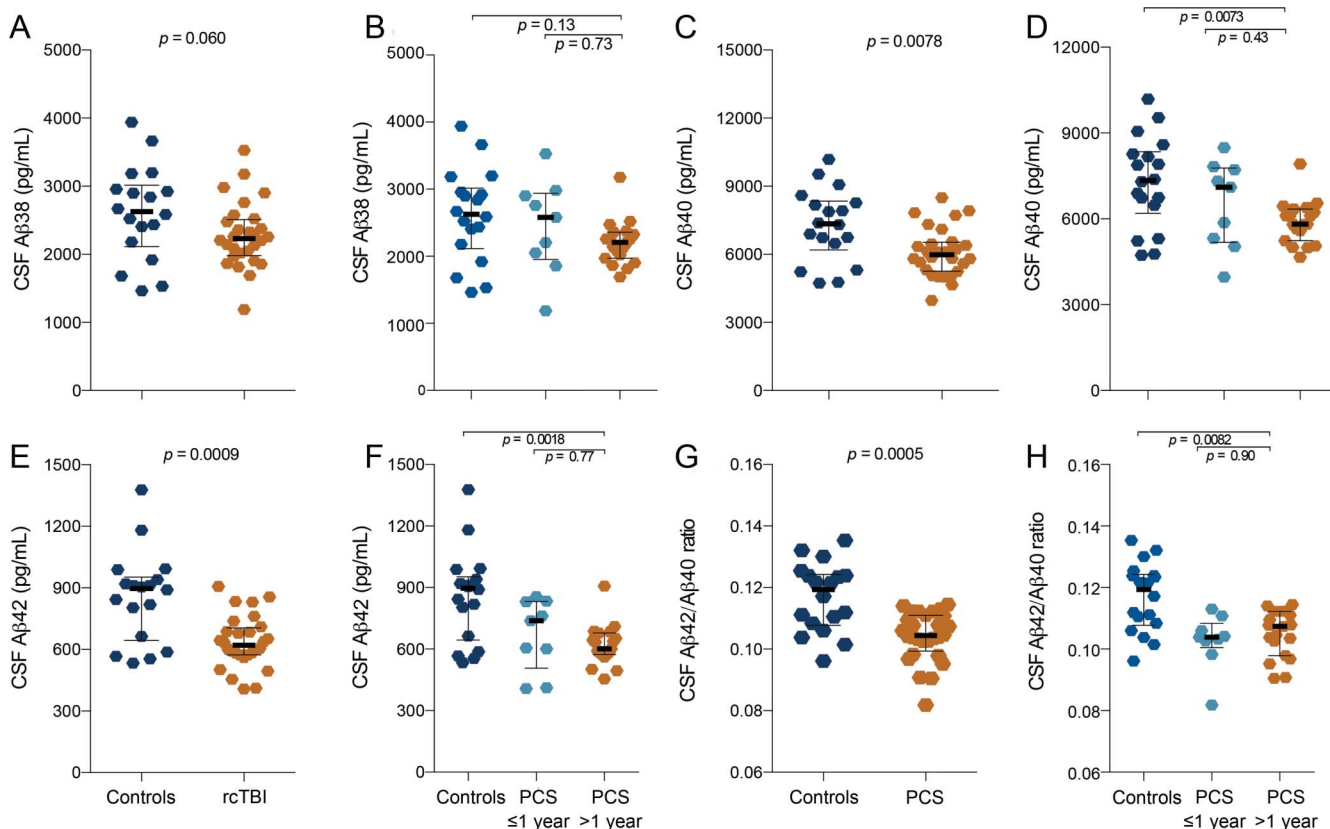 A
p = 0.060
CSF Aβ38 (pg/mL)
5000
4000
3000
2000
1000
0
B
p = 0.13
p = 0.73
CSF Aβ38 (pg/mL)
5000
4000
3000
2000
1000
0
C
p = 0.0078
CSF Aβ40 (pg/mL)
15000
12000
9000
6000
3000
0
D
p = 0.0073
p = 0.43
CSF Aβ40 (pg/mL)
12000
9000
6000
3000
0
E
p = 0.0009
CSF Aβ42 (pg/mL)
1500
1200
900
600
300
0
Controls rcTBI
F
p = 0.0018
p = 0.77
CSF Aβ42 (pg/mL)
1500
1200
900
600
300
0
Controls PCS PCS
≤1 year >1 year
G
p = 0.0005
CSF Aβ42/Aβ40 ratio
0.16
0.14
0.12
0.10
0.08
0.06
Controls PCS
H
p = 0.0082
p = 0.90
CSF Aβ42/Aβ40 ratio
0.16
0.14
0.12
0.10
0.08
0.06
Controls PCS PCS
≤1 year >1 year